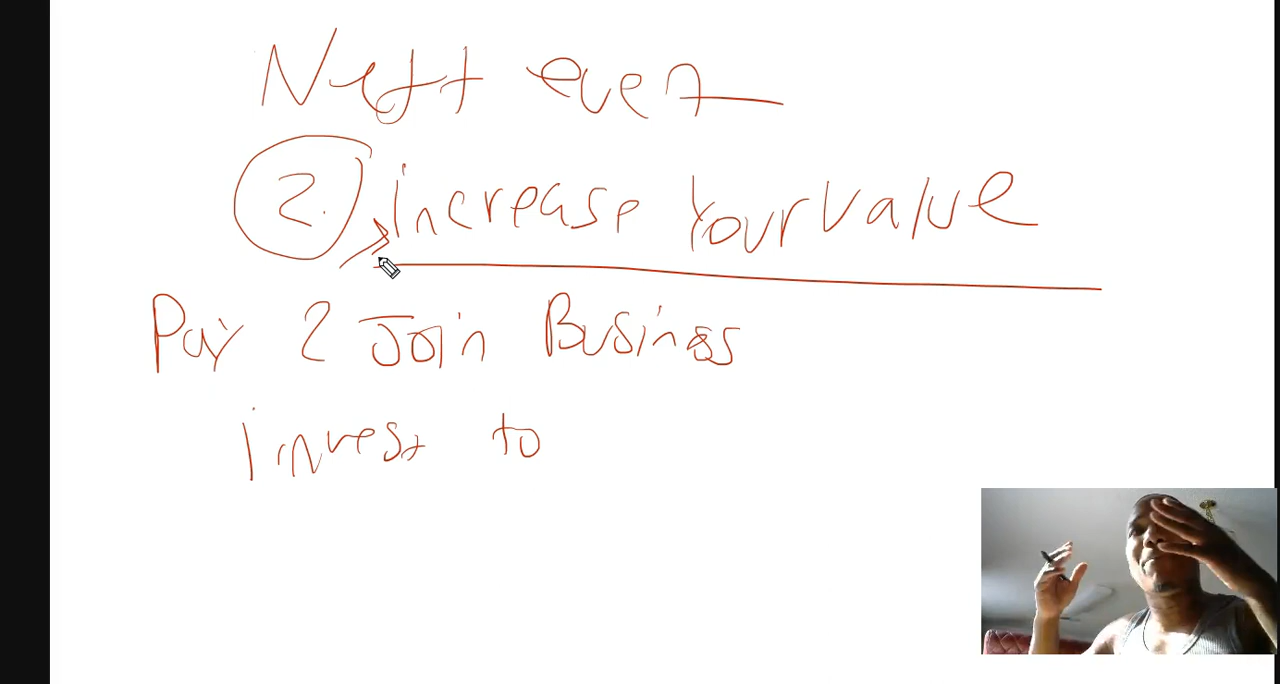 Next event
2. increase Your value
Pay 2 Join Business
invest to